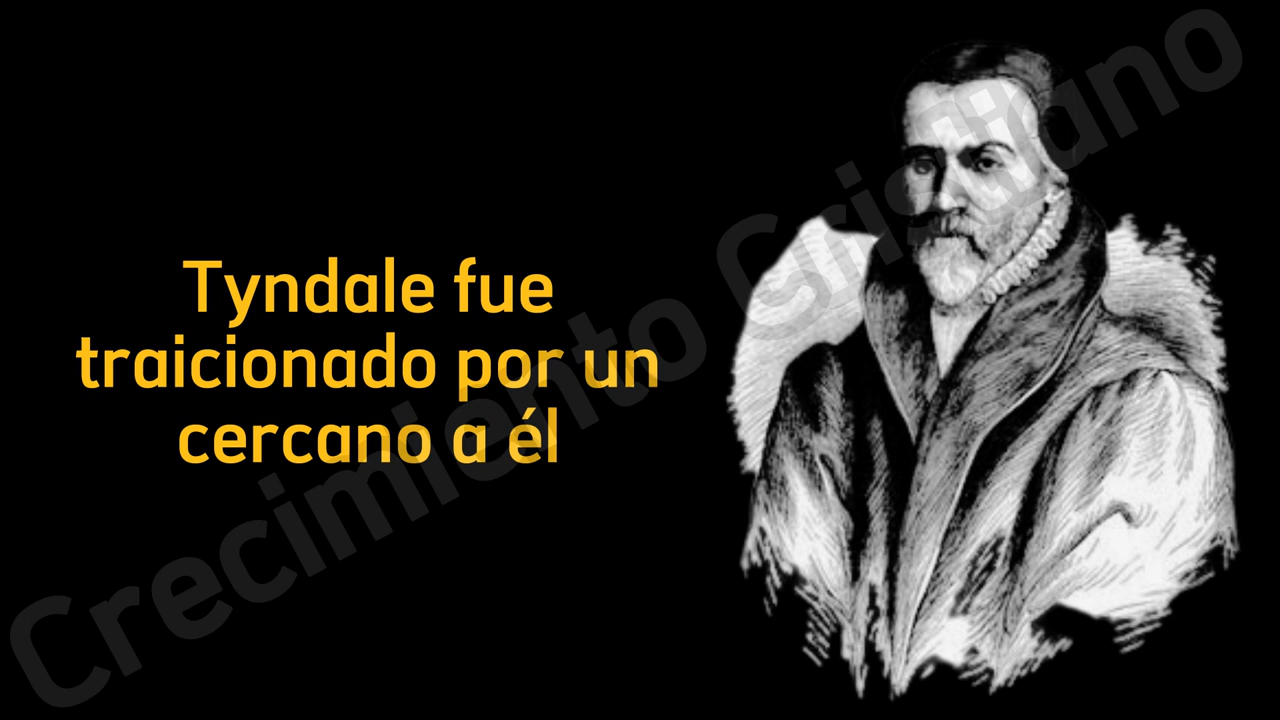 Tyndale fue
traicionado por un
cercano a él
Crecimiento Cristiano